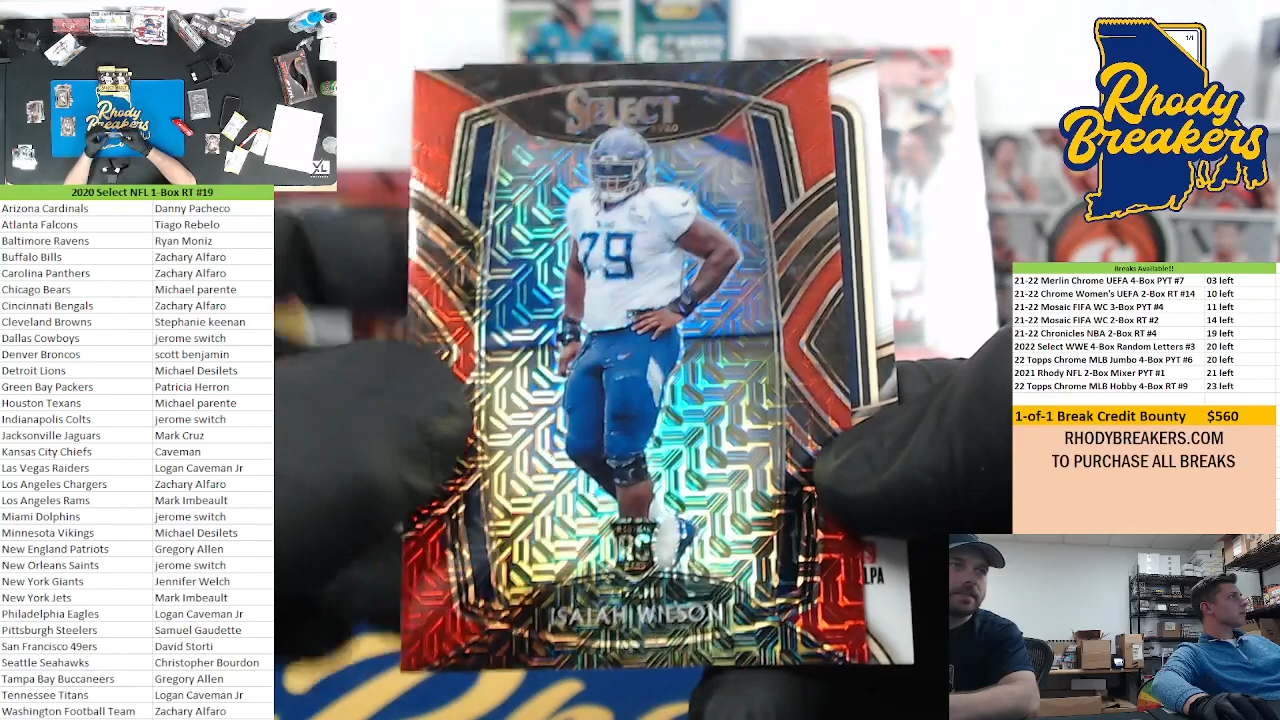 2020 Select NFL 1-Box RT #19
Arizona Cardinals Danny Pacheco
Atlanta Falcons Tiago Rebelo
Baltimore Ravens Ryan Moniz
Buffalo Bills Zachary Alfaro
Carolina Panthers Zachary Alfaro
Chicago Bears Michael parente
Cincinnati Bengals Zachary Alfaro
Cleveland Browns Stephanie keenan
Dallas Cowboys jerome switch
Denver Broncos scott benjamin
Detroit Lions Michael Desilets
Green Bay Packers Patricia Herron
Houston Texans Michael parente
Indianapolis Colts jerome switch
Jacksonville Jaguars Mark Cruz
Kansas City Chiefs Caveman
Las Vegas Raiders Logan Caveman Jr
Los Angeles Chargers Zachary Alfaro
Los Angeles Rams Mark Imbeault
Miami Dolphins jerome switch
Minnesota Vikings Michael Desilets
New England Patriots Gregory Allen
New Orleans Saints jerome switch
New York Giants Jennifer Welch
New York Jets Mark Imbeault
Philadelphia Eagles Logan Caveman Jr
Pittsburgh Steelers Samuel Gaudette
San Francisco 49ers David Storti
Seattle Seahawks Christopher Bourdon
Tampa Bay Buccaneers Gregory Allen
Tennessee Titans Logan Caveman Jr
Washington Football Team Zachary Alfaro
Rhody
Breakers
SELECT
79
ISAIAH WILSON
LPA
1/1
Rhody
Breakers
Breaks Available!!
21-22 Merlin Chrome UEFA 4-Box PYT #7 03 left
21-22 Chrome Women's UEFA 2-Box RT #14 10 left
21-22 Mosaic FIFA WC 3-Box PYT #4 11 left
21-22 Mosaic FIFA WC 2-Box RT #2 14 left
21-22 Chronicles NBA 2-Box RT #4 19 left
2022 Select WWE 4-Box Random Letters #3 20 left
22 Topps Chrome MLB Jumbo 4-Box PYT #6 20 left
2021 Rhody NFL 2-Box Mixer PYT #1 21 left
22 Topps Chrome MLB Hobby 4-Box RT #9 23 left
1-of-1 Break Credit Bounty $560
RHODYBREAKERS.COM
TO PURCHASE ALL BREAKS